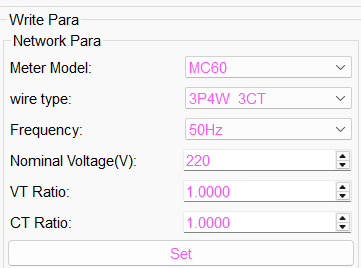 Write Para
Network Para
Meter Model: MC60
wire type: 3P4W 3CT
Frequency: 50Hz
Nominal Voltage(V): 220
VT Ratio: 1.0000
CT Ratio: 1.0000
Set